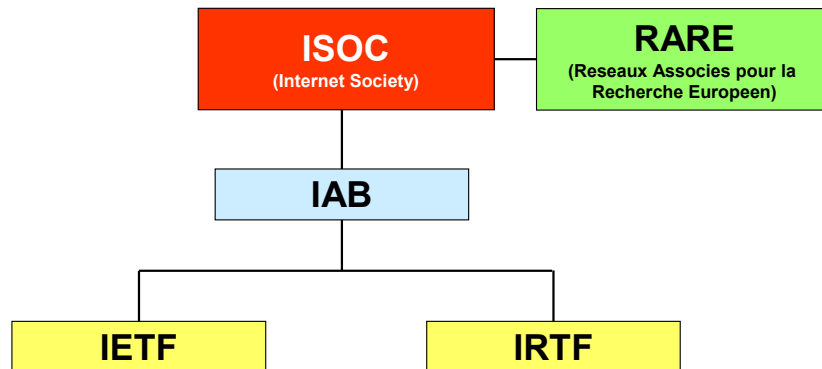 ISOC
(Internet Society)
RARE
(Reseaux Associes pour la
Recherche Europeen)
IAB
IETF
IRTF